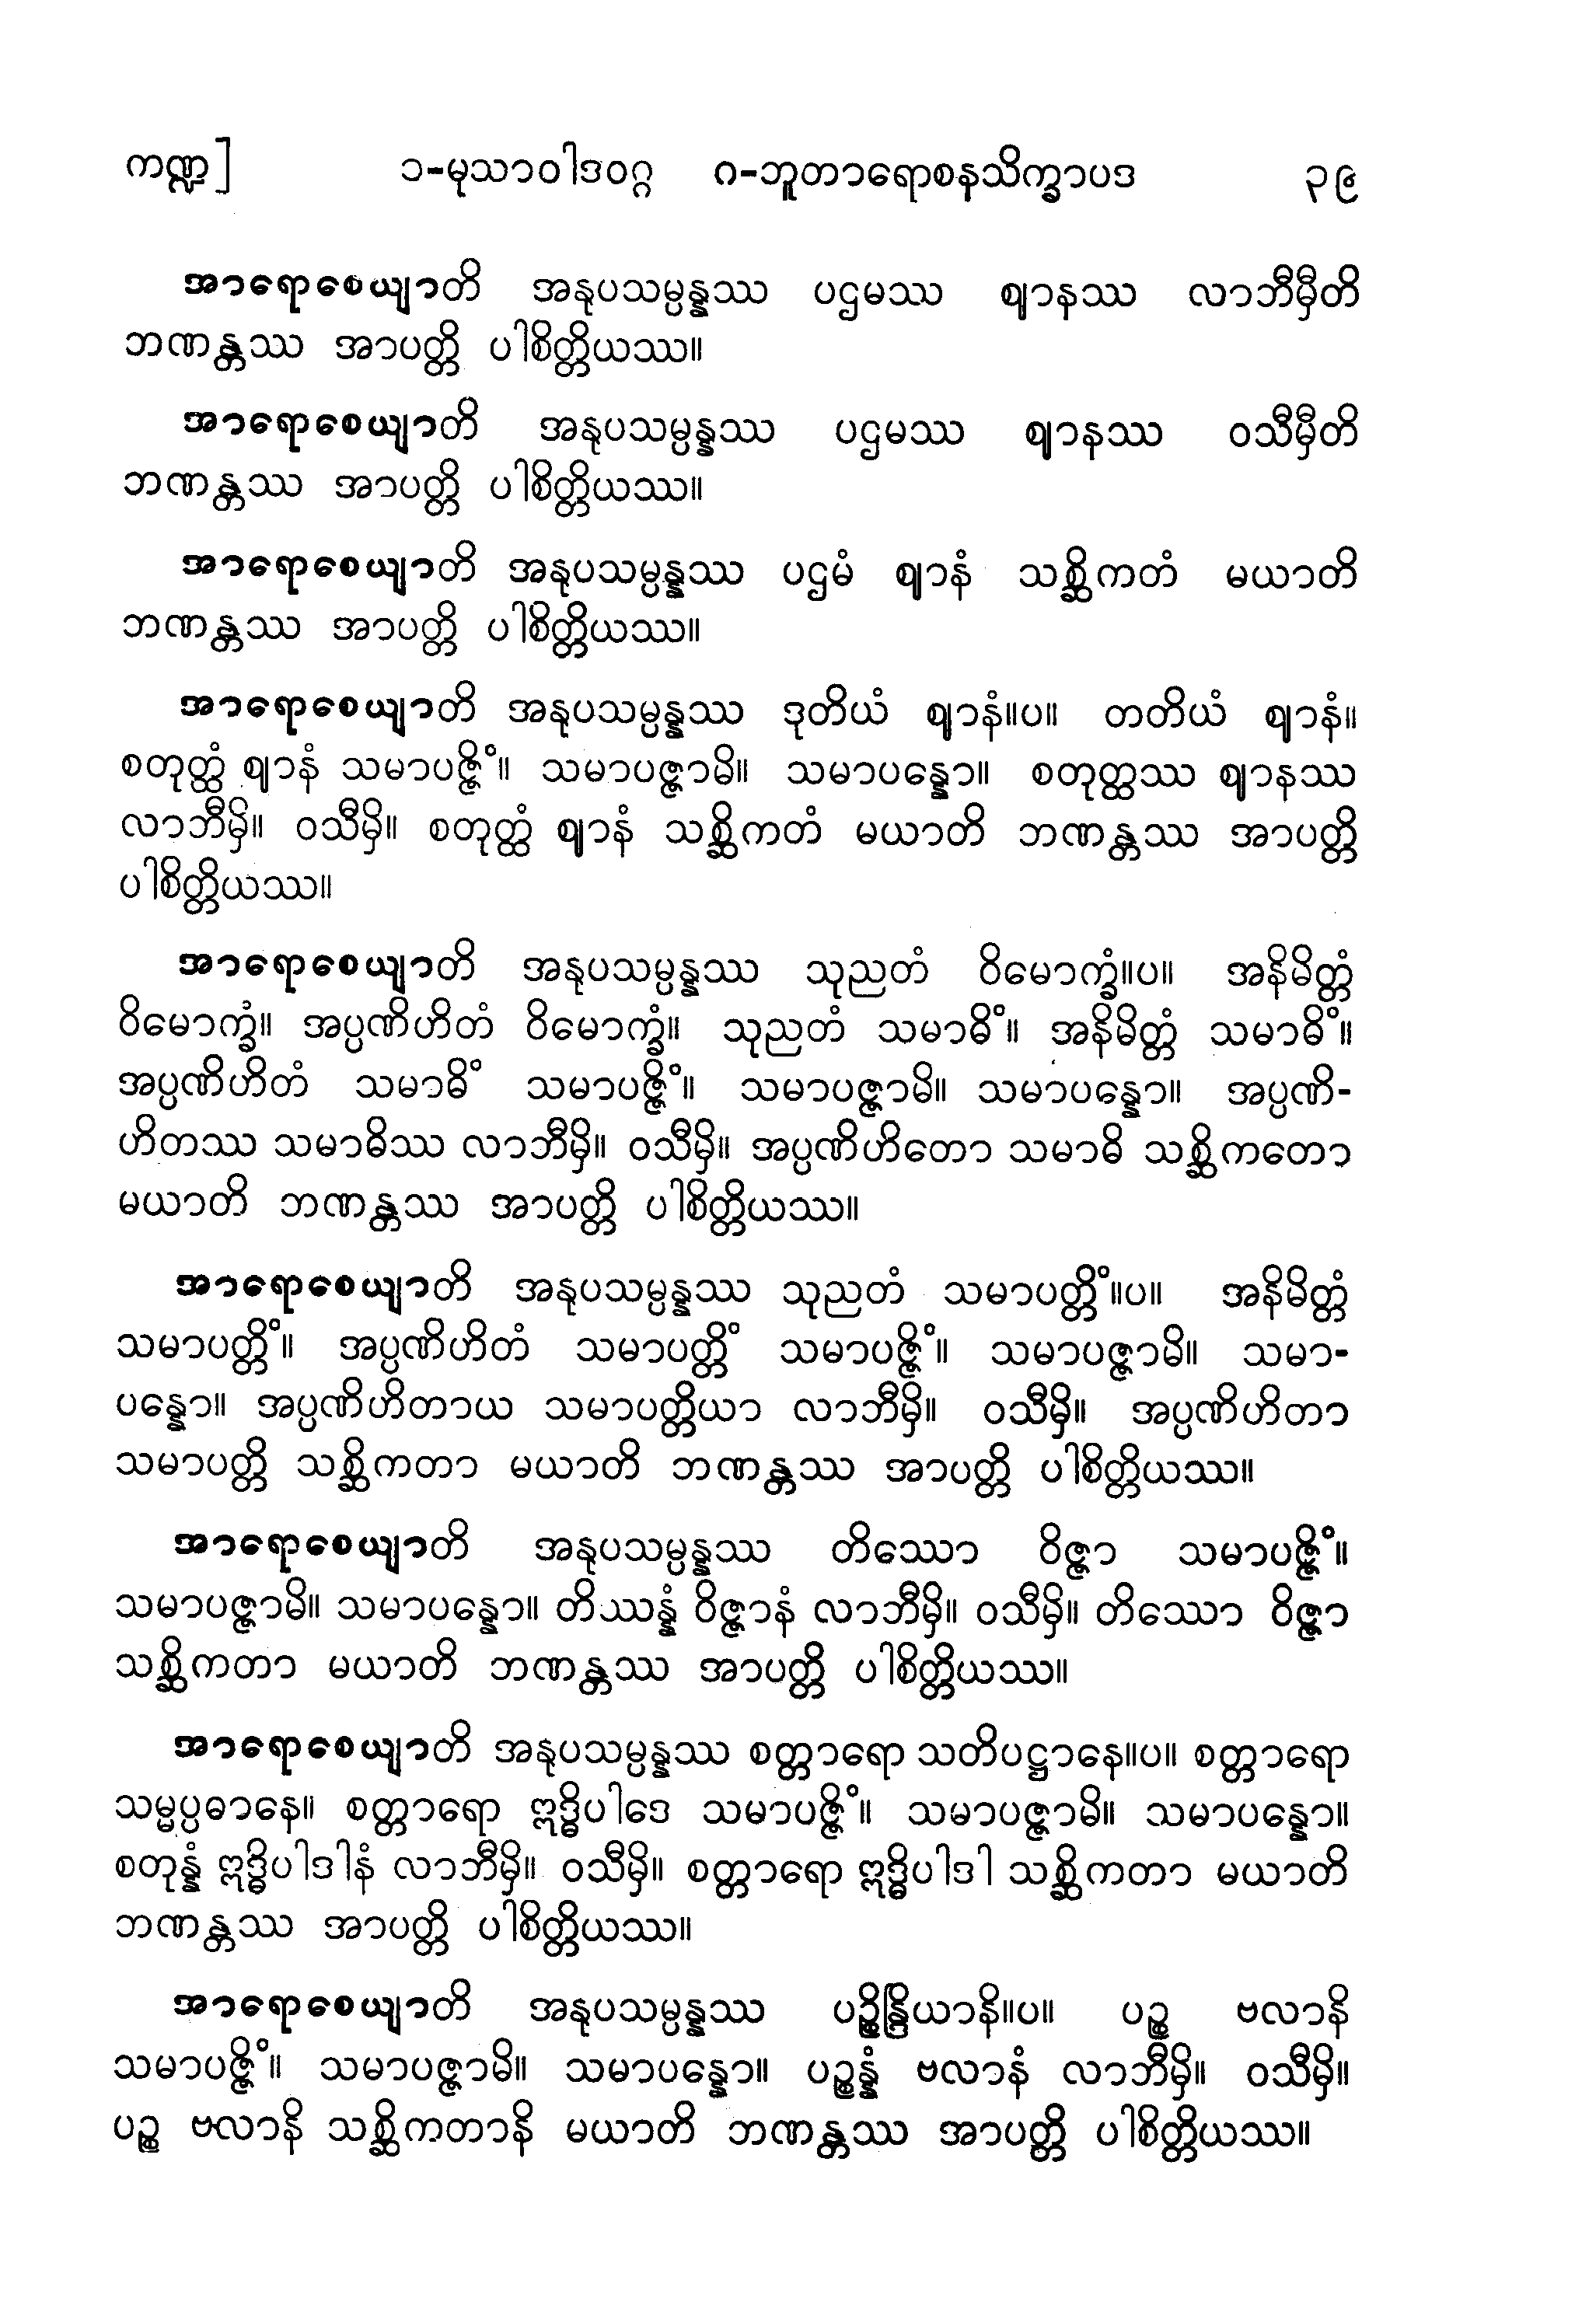 ကဏ္ဍ] ၁-မုသာဝါဒဝဂ္ဂ ဂ-ဘူတာရောစနသိက္ခာပဒ ၃၉
အာရောစေယျာတိ အနုပသမ္ပန္နဿ ပဌမဿ ဈာနဿ လာဘီမှီတိ
ဘဏန္တဿ အာပတ္တိ ပါစိတ္တိယဿ။
အာရောစေယျာတိ အနုပသမ္ပန္နဿ ပဌမဿ ဈာနဿ ဝသီမှီတိ
ဘဏန္တဿ အာပတ္တိ ပါစိတ္တိယဿ။
အာရောစေယျာတိ အနုပသမ္ပန္နဿ ပဌမံ ဈာနံ သစ္ဆိကတံ မယာတိ
ဘဏန္တဿ အာပတ္တိ ပါစိတ္တိယဿ။
အာရောစေယျာတိ အနုပသမ္ပန္နဿ ဒုတိယံ ဈာနံ။ပ။ တတိယံ ဈာနံ။
စတုတ္ထံ ဈာနံ သမာပဇ္ဇိံ။ သမာပဇ္ဇာမိ။ သမာပန္နော။ စတုတ္ထဿ ဈာနဿ
လာဘီမှိ။ ဝသီမှိ။ စတုတ္ထံ ဈာနံ သစ္ဆိကတံ မယာတိ ဘဏန္တဿ အာပတ္တိ
ပါစိတ္တိယဿ။
အာရောစေယျာတိ အနုပသမ္ပန္နဿ သုညတံ ဝိမောက္ခံ။ပ။ အနိမိတ္တံ
ဝိမောက္ခံ။ အပ္ပဏိဟိတံ ဝိမောက္ခံ။ သုညတံ သမာဓိံ။ အနိမိတ္တံ သမာဓိံ။
အပ္ပဏိဟိတံ သမာဓိံ သမာပဇ္ဇိံ။ သမာပဇ္ဇာမိ။ သမာပန္နော။ အပ္ပဏိ-
ဟိတဿ သမာဓိဿ လာဘီမှိ။ ဝသီမှိ။ အပ္ပဏိဟိတော သမာဓိ သစ္ဆိကတော
မယာတိ ဘဏန္တဿ အာပတ္တိ ပါစိတ္တိယဿ။
အာရောစေယျာတိ အနုပသမ္ပန္နဿ သုညတံ သမာပတ္တိံ။ပ။ အနိမိတ္တံ
သမာပတ္တိံ။ အပ္ပဏိဟိတံ သမာပတ္တိံ သမာပဇ္ဇိံ။ သမာပဇ္ဇာမိ။ သမာ-
ပန္နော။ အပ္ပဏိဟိတာယ သမာပတ္တိယာ လာဘီမှိ။ ဝသီမှိ။ အပ္ပဏိဟိတာ
သမာပတ္တိ သစ္ဆိကတာ မယာတိ ဘဏန္တဿ အာပတ္တိ ပါစိတ္တိယဿ။
အာရောစေယျာတိ အနုပသမ္ပန္နဿ တိဿော ဝိဇ္ဇာ သမာပဇ္ဇိံ။
သမာပဇ္ဇာမိ။ သမာပန္နော။ တိဿန္နံ ဝိဇ္ဇာနံ လာဘီမှိ။ ဝသီမှိ။ တိဿော ဝိဇ္ဇာ
သစ္ဆိကတာ မယာတိ ဘဏန္တဿ အာပတ္တိ ပါစိတ္တိယဿ။
အာရောစေယျာတိ အနုပသမ္ပန္နဿ စတ္တာရော သတိပဋ္ဌာနေ။ပ။ စတ္တာရော
သမ္မပ္ပဓာနေ။ စတ္တာရော ဣဒ္ဓိပါဒေ သမာပဇ္ဇိံ။ သမာပဇ္ဇာမိ။ သမာပန္နော။
စတုန္နံ ဣဒ္ဓိပါဒါနံ လာဘီမှိ။ ဝသီမှိ။ စတ္တာရော ဣဒ္ဓိပါဒါ သစ္ဆိကတာ မယာတိ
ဘဏန္တဿ အာပတ္တိ ပါစိတ္တိယဿ။
အာရောစေယျာတိ အနုပသမ္ပန္နဿ ပဉ္စိန္ဒြိယာနိ။ပ။ ပဉ္စ ဗလာနိ
သမာပဇ္ဇိံ။ သမာပဇ္ဇာမိ။ သမာပန္နော။ ပဉ္စန္နံ ဗလာနံ လာဘီမှိ။ ဝသီမှိ။
ပဉ္စ ဗလာနိ သစ္ဆိကတာနိ မယာတိ ဘဏန္တဿ အာပတ္တိ ပါစိတ္တိယဿ။